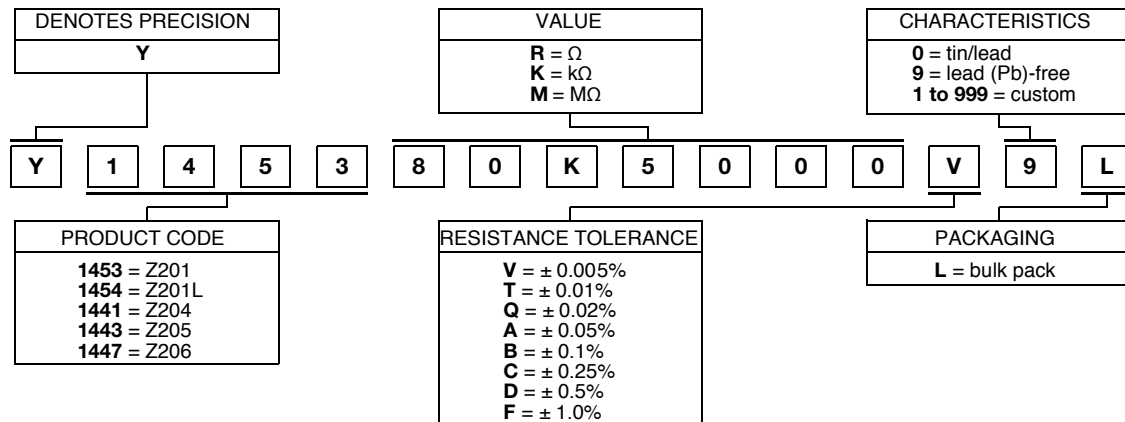 DENOTES PRECISION
Y
VALUE
R = Ω
K = kΩ
M = MΩ
CHARACTERISTICS
0 = tin/lead
9 = lead (Pb)-free
1 to 999 = custom
Y 1 4 5 3 8 0 K 5 0 0 0 V 9 L
PRODUCT CODE
1453 = Z201
1454 = Z201L
1441 = Z204
1443 = Z205
1447 = Z206
RESISTANCE TOLERANCE
V = ± 0.005%
T = ± 0.01%
Q = ± 0.02%
A = ± 0.05%
B = ± 0.1%
C = ± 0.25%
D = ± 0.5%
F = ± 1.0%
PACKAGING
L = bulk pack